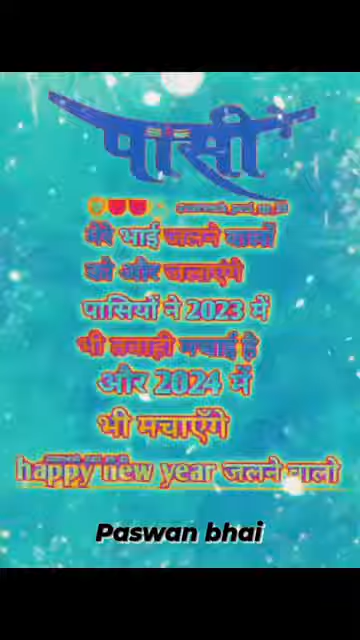 पासी
मेरे भाई जलने वालों
को और जलाएंगे
पासियों ने 2023 में
भी तबाही मचाई है
और 2024 में
भी मचाएँगे
happy new year जलने वालो
Paswan bhai